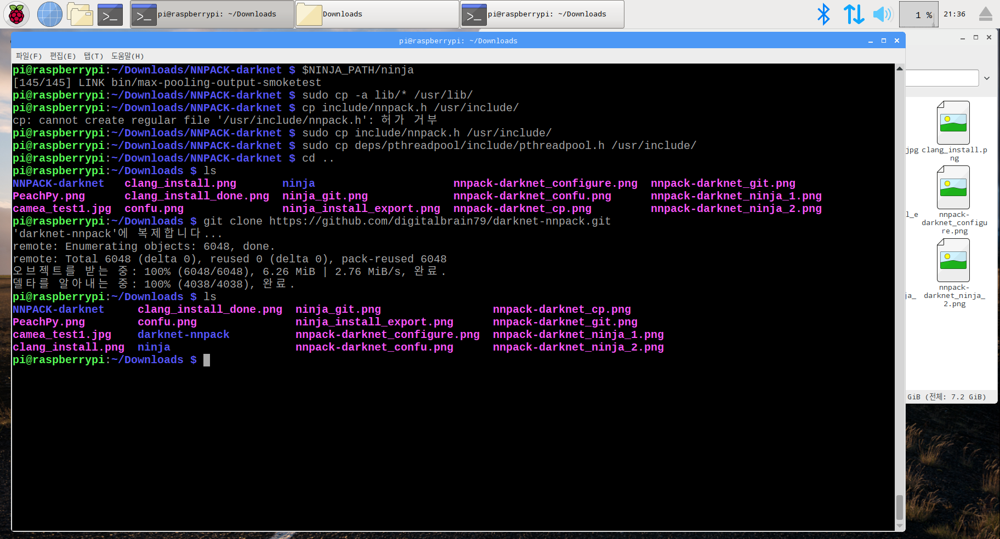 pi@raspberrypi: ~/Downloads
Downloads
pi@raspberrypi: ~/Downloads
1 %
21:36
pi@raspberrypi: ~/Downloads
파일(F) 편집(E) 탭(T) 도움말(H)
pi@raspberrypi:~/Downloads/NNPACK-darknet $ $NINJA_PATH/ninja
[145/145] LINK bin/max-pooling-output-smoketest
pi@raspberrypi:~/Downloads/NNPACK-darknet $ sudo cp -a lib/* /usr/lib/
pi@raspberrypi:~/Downloads/NNPACK-darknet $ cp include/nnpack.h /usr/include/
cp: cannot create regular file '/usr/include/nnpack.h': 허가 거부
pi@raspberrypi:~/Downloads/NNPACK-darknet $ sudo cp include/nnpack.h /usr/include/
pi@raspberrypi:~/Downloads/NNPACK-darknet $ sudo cp deps/pthreadpool/include/pthreadpool.h /usr/include/
pi@raspberrypi:~/Downloads/NNPACK-darknet $ cd ..
pi@raspberrypi:~/Downloads $ ls
NNPACK-darknet clang_install.png ninja nnpack-darknet_configure.png nnpack-darknet_git.png
PeachPy.png clang_install_done.png ninja_git.png nnpack-darknet_confu.png nnpack-darknet_ninja_1.png
camea_test1.jpg confu.png ninja_install_export.png nnpack-darknet_cp.png nnpack-darknet_ninja_2.png
pi@raspberrypi:~/Downloads $ git clone https://github.com/digitalbrain79/darknet-nnpack.git
'darknet-nnpack'에 복제합니다...
remote: Enumerating objects: 6048, done.
remote: Total 6048 (delta 0), reused 0 (delta 0), pack-reused 6048
오브젝트를 받는 중: 100% (6048/6048), 6.26 MiB | 2.76 MiB/s, 완료.
델타를 알아내는 중: 100% (4038/4038), 완료.
pi@raspberrypi:~/Downloads $ ls
NNPACK-darknet clang_install_done.png ninja_git.png nnpack-darknet_cp.png
PeachPy.png confu.png ninja_install_export.png nnpack-darknet_git.png
camea_test1.jpg darknet-nnpack nnpack-darknet_configure.png nnpack-darknet_ninja_1.png
clang_install.png ninja nnpack-darknet_confu.png nnpack-darknet_ninja_2.png
pi@raspberrypi:~/Downloads $
jpg clang_install.p
ng
l_e nnpack-
darknet_configu
re.png
nnpack-
ja_ darknet_ninja_
2.png
GiB (전체: 7.2 GiB)